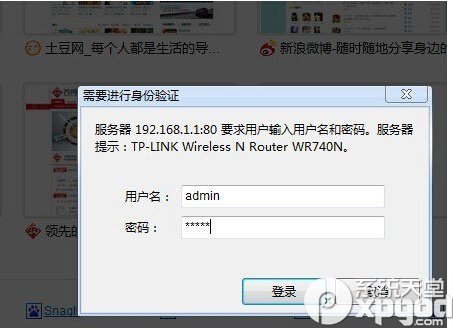 土豆网_每个人都是生活的导...
新浪微博-随时随地分享身边的
需要进行身份验证
服务器 192.168.1.1:80 要求用户输入用户名和密码。服务器
提示：TP-LINK Wireless N Router WR740N。
用户名： admin
密码： *****
领先的
登录
取消
系统天堂